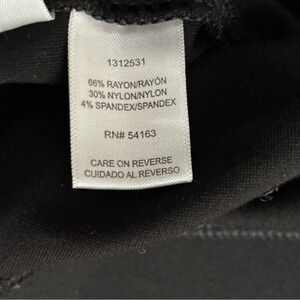 1312531
66% RAYON/RAYÓN
30% NYLON/NYLON
4% SPANDEX/SPANDEX
RN# 54163
CARE ON REVERSE
CUIDADO AL REVERSO